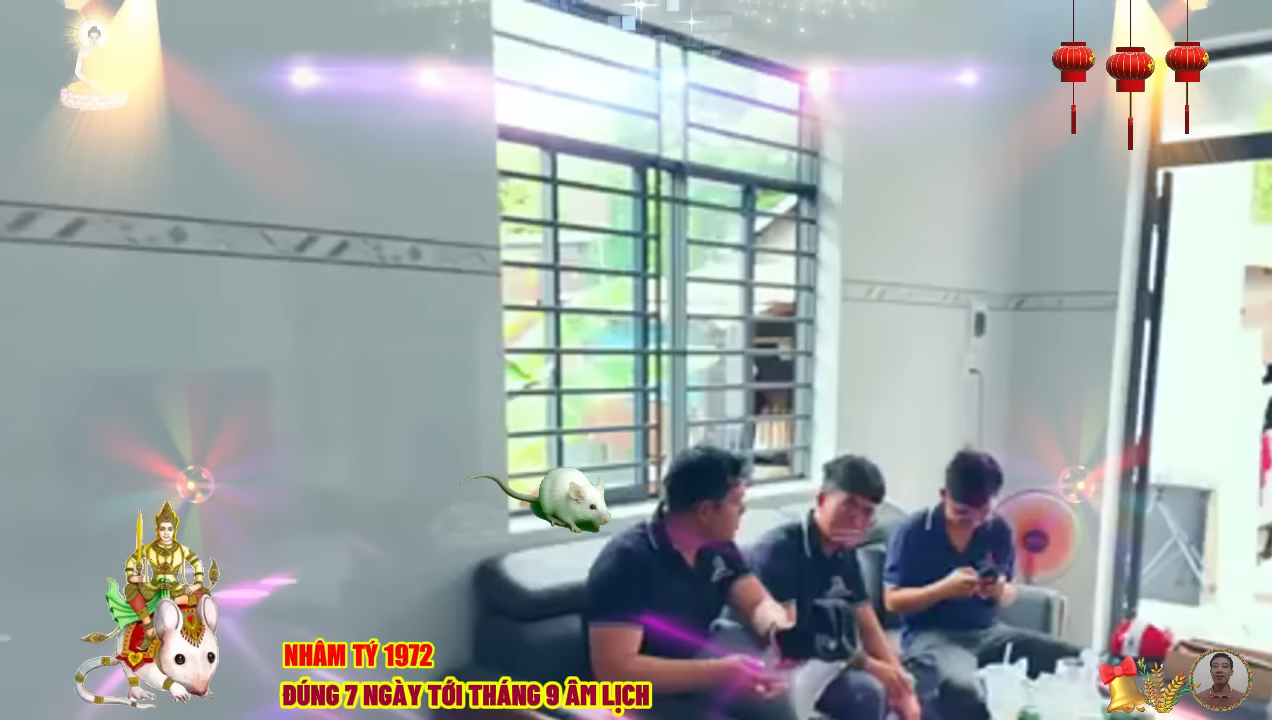 NHÂM TÝ 1972
ĐÚNG 7 NGÀY TỚI THÁNG 9 ÂM LỊCH